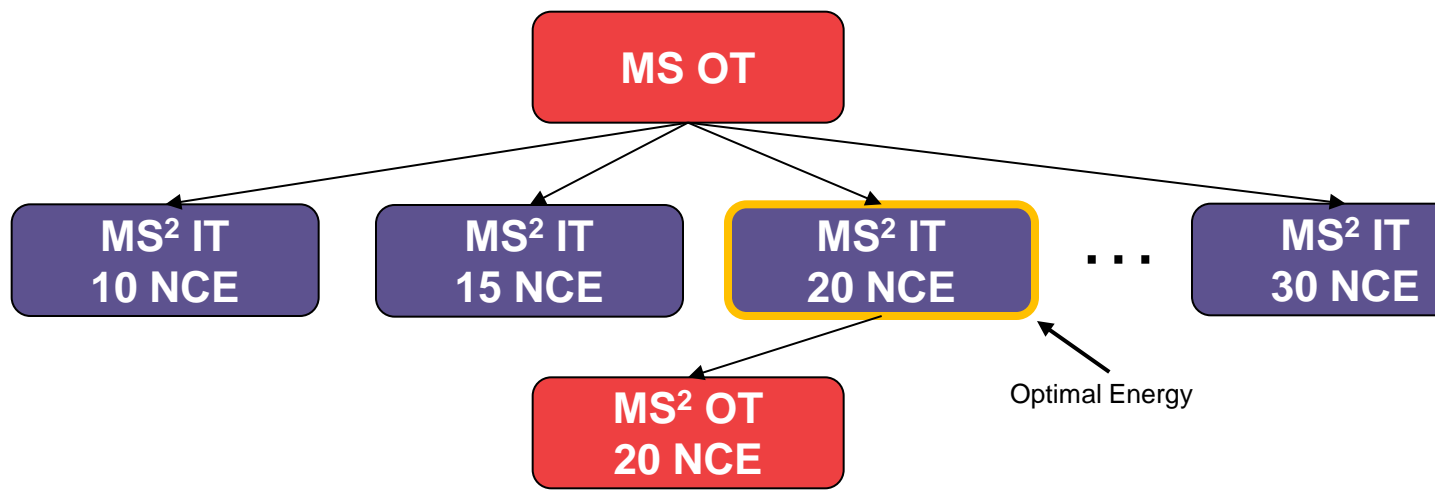 MS OT
MS² IT
10 NCE
MS² IT
15 NCE
MS² IT
20 NCE
...
MS² IT
30 NCE
MS² OT
20 NCE
Optimal Energy